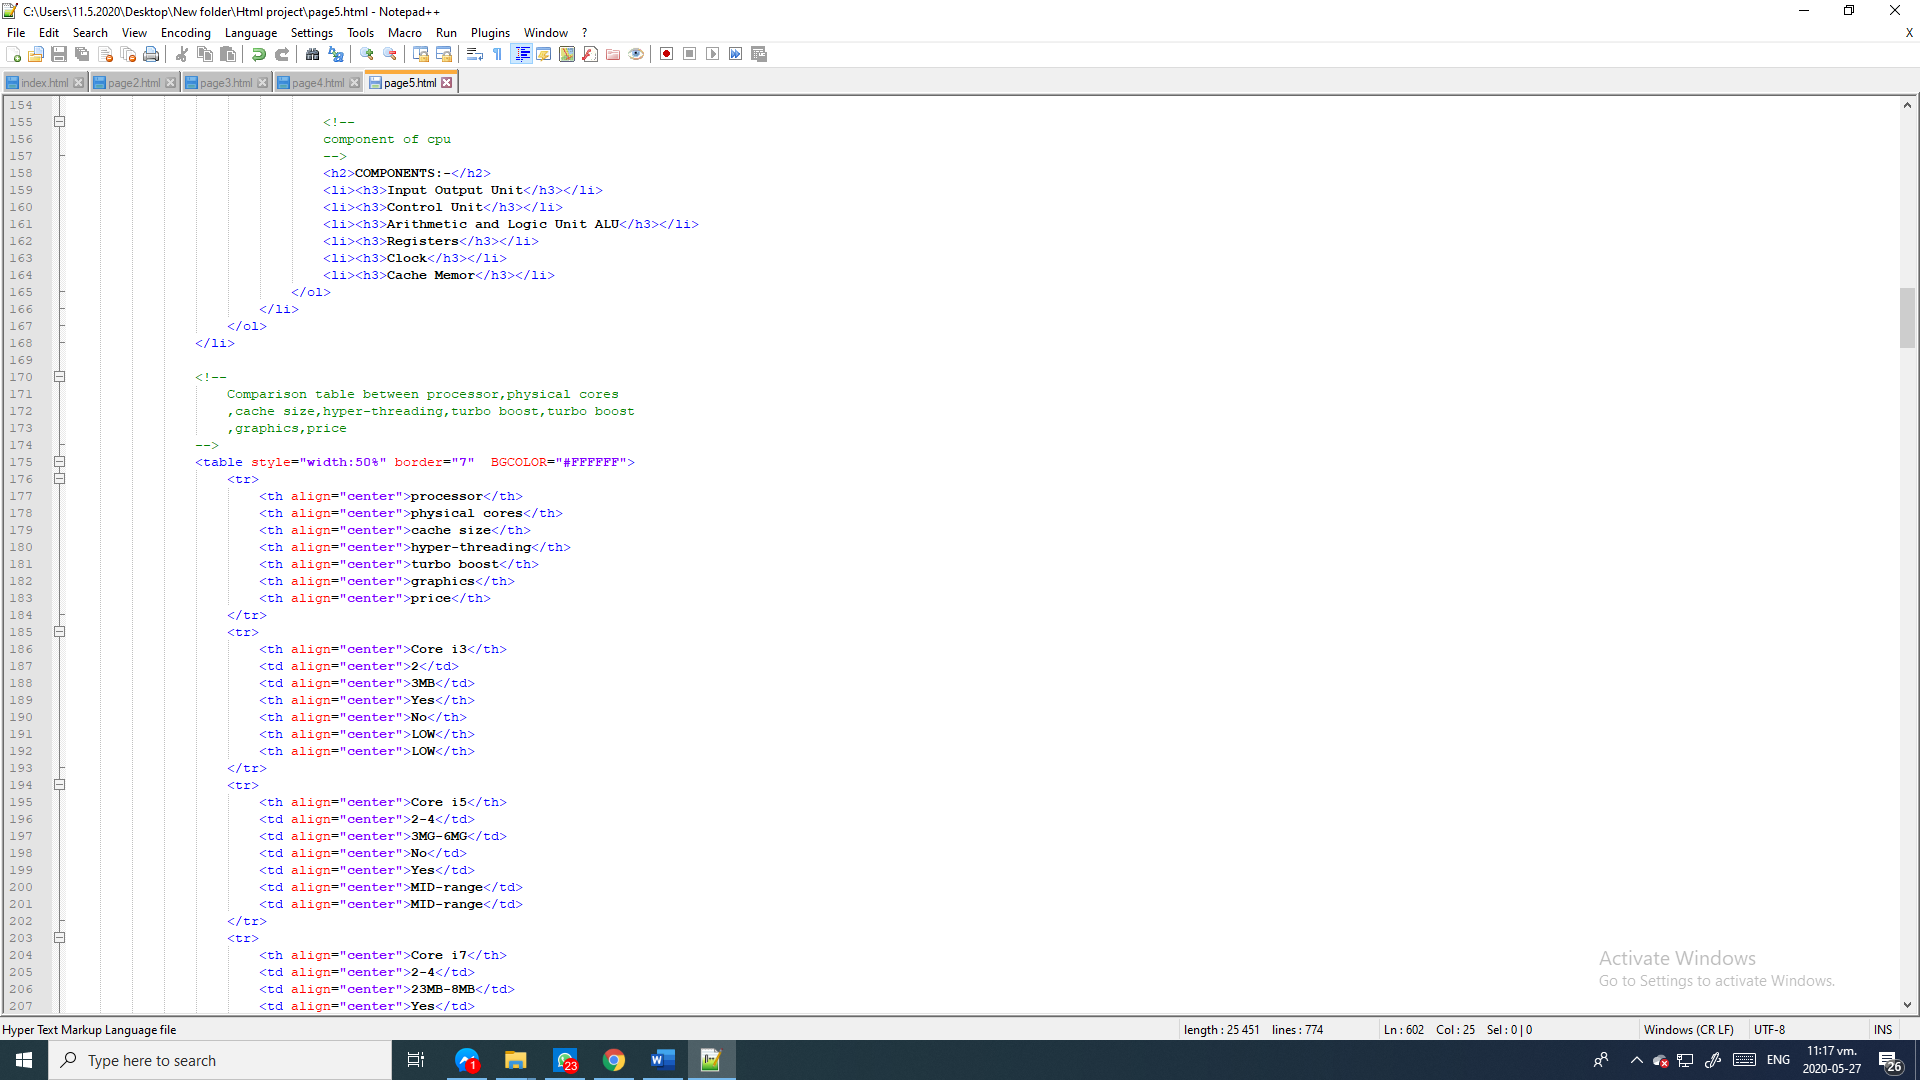 C:\Users\11.5.2020\Desktop\New folder\Html project\page5.html - Notepad++
File Edit Search View Encoding Language Settings Tools Macro Run Plugins Window ? X
index.html page2.html page3.html page4.html page5.html
154
155 <!--
156 component of cpu
157 -->
158 <h2>COMPONENTS:-</h2>
159 <li><h3>Input Output Unit</h3></li>
160 <li><h3>Control Unit</h3></li>
161 <li><h3>Arithmetic and Logic Unit ALU</h3></li>
162 <li><h3>Registers</h3></li>
163 <li><h3>Clock</h3></li>
164 <li><h3>Cache Memor</h3></li>
165 </ol>
166 </li>
167 </ol>
168 </li>
169
170 <!--
171 Comparison table between processor,physical cores
172 ,cache size,hyper-threading,turbo boost,turbo boost
173 ,graphics,price
174 -->
175 <table style="width:50%" border="7"  BGCOLOR="#FFFFFF">
176 <tr>
177 <th align="center">processor</th>
178 <th align="center">physical cores</th>
179 <th align="center">cache size</th>
180 <th align="center">hyper-threading</th>
181 <th align="center">turbo boost</th>
182 <th align="center">graphics</th>
183 <th align="center">price</th>
184 </tr>
185 <tr>
186 <th align="center">Core i3</th>
187 <td align="center">2</td>
188 <td align="center">3MB</td>
189 <th align="center">Yes</th>
190 <th align="center">No</th>
191 <th align="center">LOW</th>
192 <th align="center">LOW</th>
193 </tr>
194 <tr>
195 <th align="center">Core i5</th>
196 <td align="center">2-4</td>
197 <td align="center">3MG-6MG</td>
198 <td align="center">No</td>
199 <td align="center">Yes</td>
200 <td align="center">MID-range</td>
201 <td align="center">MID-range</td>
202 </tr>
203 <tr>
204 <th align="center">Core i7</th>
205 <td align="center">2-4</td>
206 <td align="center">23MB-8MB</td>
207 <td align="center">Yes</td>
Activate Windows
Go to Settings to activate Windows.
Hyper Text Markup Language file length : 25 451 lines : 774 Ln : 602 Col : 25 Sel : 0 | 0 Windows (CR LF) UTF-8 INS
Type here to search 1 23 W ENG 11:17 vm. 26
2020-05-27